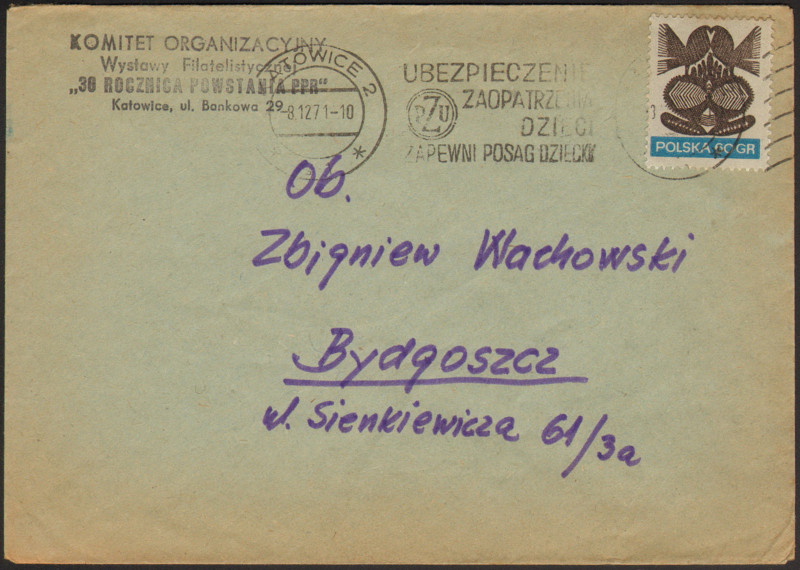 KOMITET ORGANIZACYJNY
Wystawy Filatelistycznej
„30 ROCZNICA POWSTANIA PPR"
Katowice, ul. Bankowa 29
KATOWICE 2
-8.12.71-10
UBEZPIECZENIE
ZAOPATRZENIA
DZIECI
ZAPEWNI POSAG DZIECKU
PZU
POLSKA 60 GR
Ob.
Zbigniew Wachowski
Bydgoszcz
ul. Sienkiewicza 61/3a